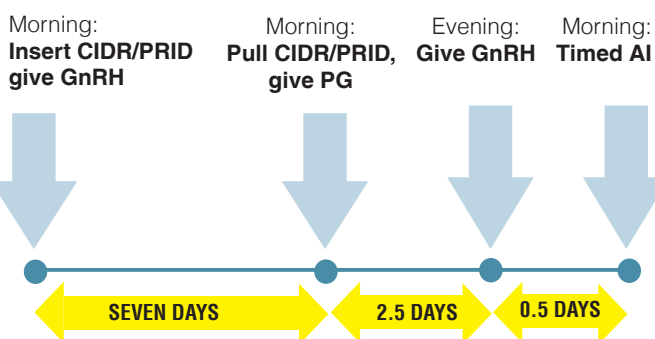 Morning:
Insert CIDR/PRID
give GnRH
Morning:
Pull CIDR/PRID,
give PG
Evening:
Give GnRH
Morning:
Timed AI
SEVEN DAYS
2.5 DAYS
0.5 DAYS